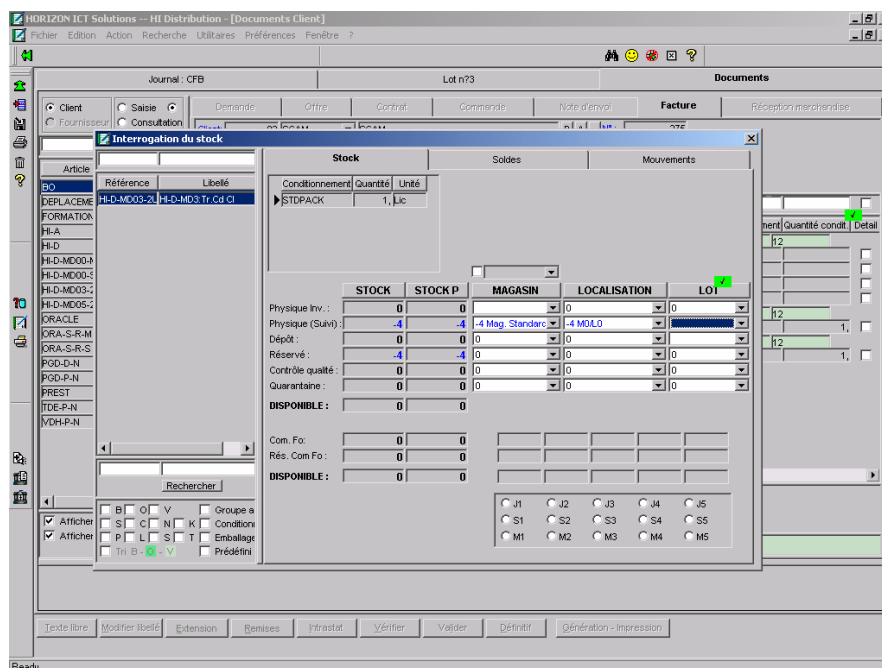 HORIZON ICT Solutions -- HI Distribution - [Documents Client]
Fichier Edition Action Recherche Utilitaires Préférences Fenêtre ?
Journal : CFB
Lot n?3
Documents
Client
Saisie
Demande
Offre
Contrat
Commande
Note d'envoi
Facture
Réception merchandise
Fournisseur
Consultation
Interrogation du stock
Stock
Soldes
Mouvements
Article
BO
DEPLACEME
FORMATION
HI-A
HI-D
HI-D-MD00-N
HI-D-MD00-S
HI-D-MD03-2
HI-D-MD05-2
ORACLE
ORA-S-R-M
ORA-S-R-S
PGD-D-N
PGD-P-N
PREST
TDE-P-N
VDH-P-N
Référence
Libellé
HI-D-MD03-2L
HI-D-MD3:Tr.Cd Cl
Conditionnement
Quantité
Unité
STDPACK
1,
Lic
ment
Quantité condit.
Detail
12
12
1,
12
1,
STOCK
STOCK P
MAGASIN
LOCALISATION
LOT
Physique Inv. : 0 0 0 0
Physique (Suivi) : -4 -4 -4 Mag. Standarc -4 M0/L0
Dépôt : 0 0 0 0
Réservé : -4 -4 0 0 0
Contrôle qualité : 0 0 0 0 0
Quarantaine : 0 0 0 0 0
DISPONIBLE : 0 0
Com. Fo: 0 0
Rés. Com Fo : 0 0
DISPONIBLE : 0 0
J1 J2 J3 J4 J5
S1 S2 S3 S4 S5
M1 M2 M3 M4 M5
Rechercher
B O V Groupe a
S C N K Conditionn
P L S T Emballage
Tri B - O - V Prédéfini
Afficher
Afficher
Texte libre
Modifier libellé
Extension
Remises
Intrastat
Vérifier
Valider
Définitif
Génération - Impression
Ready